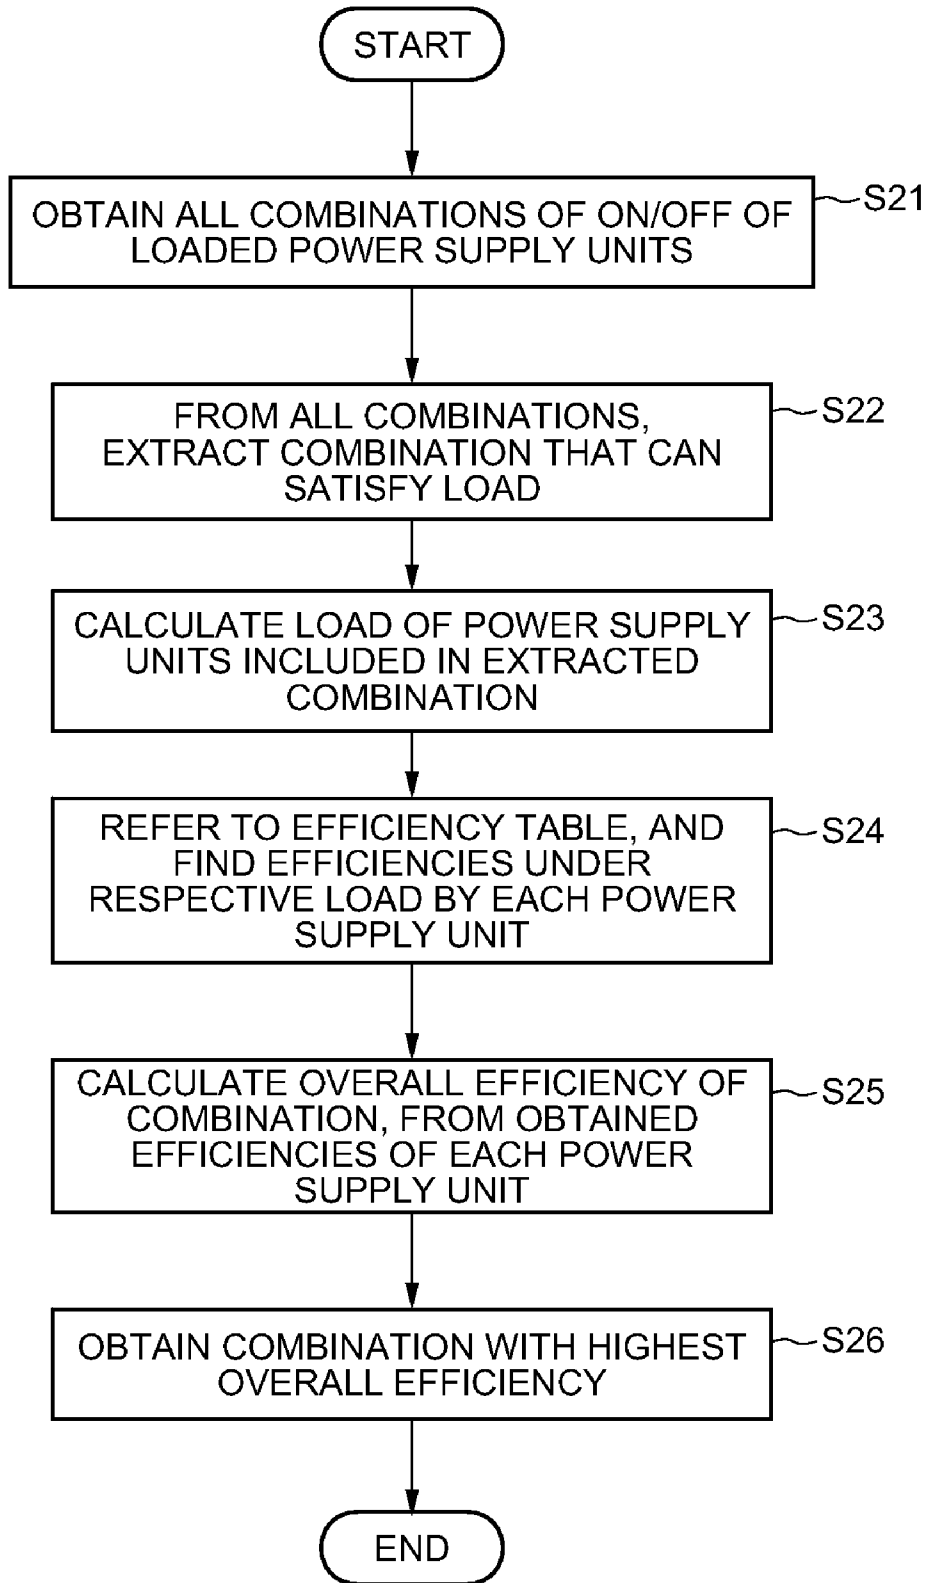 START
OBTAIN ALL COMBINATIONS OF ON/OFF OF
LOADED POWER SUPPLY UNITS
S21
FROM ALL COMBINATIONS,
EXTRACT COMBINATION THAT CAN
SATISFY LOAD
S22
CALCULATE LOAD OF POWER SUPPLY
UNITS INCLUDED IN EXTRACTED
COMBINATION
S23
REFER TO EFFICIENCY TABLE, AND
FIND EFFICIENCIES UNDER
RESPECTIVE LOAD BY EACH POWER
SUPPLY UNIT
S24
CALCULATE OVERALL EFFICIENCY OF
COMBINATION, FROM OBTAINED
EFFICIENCIES OF EACH POWER
SUPPLY UNIT
S25
OBTAIN COMBINATION WITH HIGHEST
OVERALL EFFICIENCY
S26
END